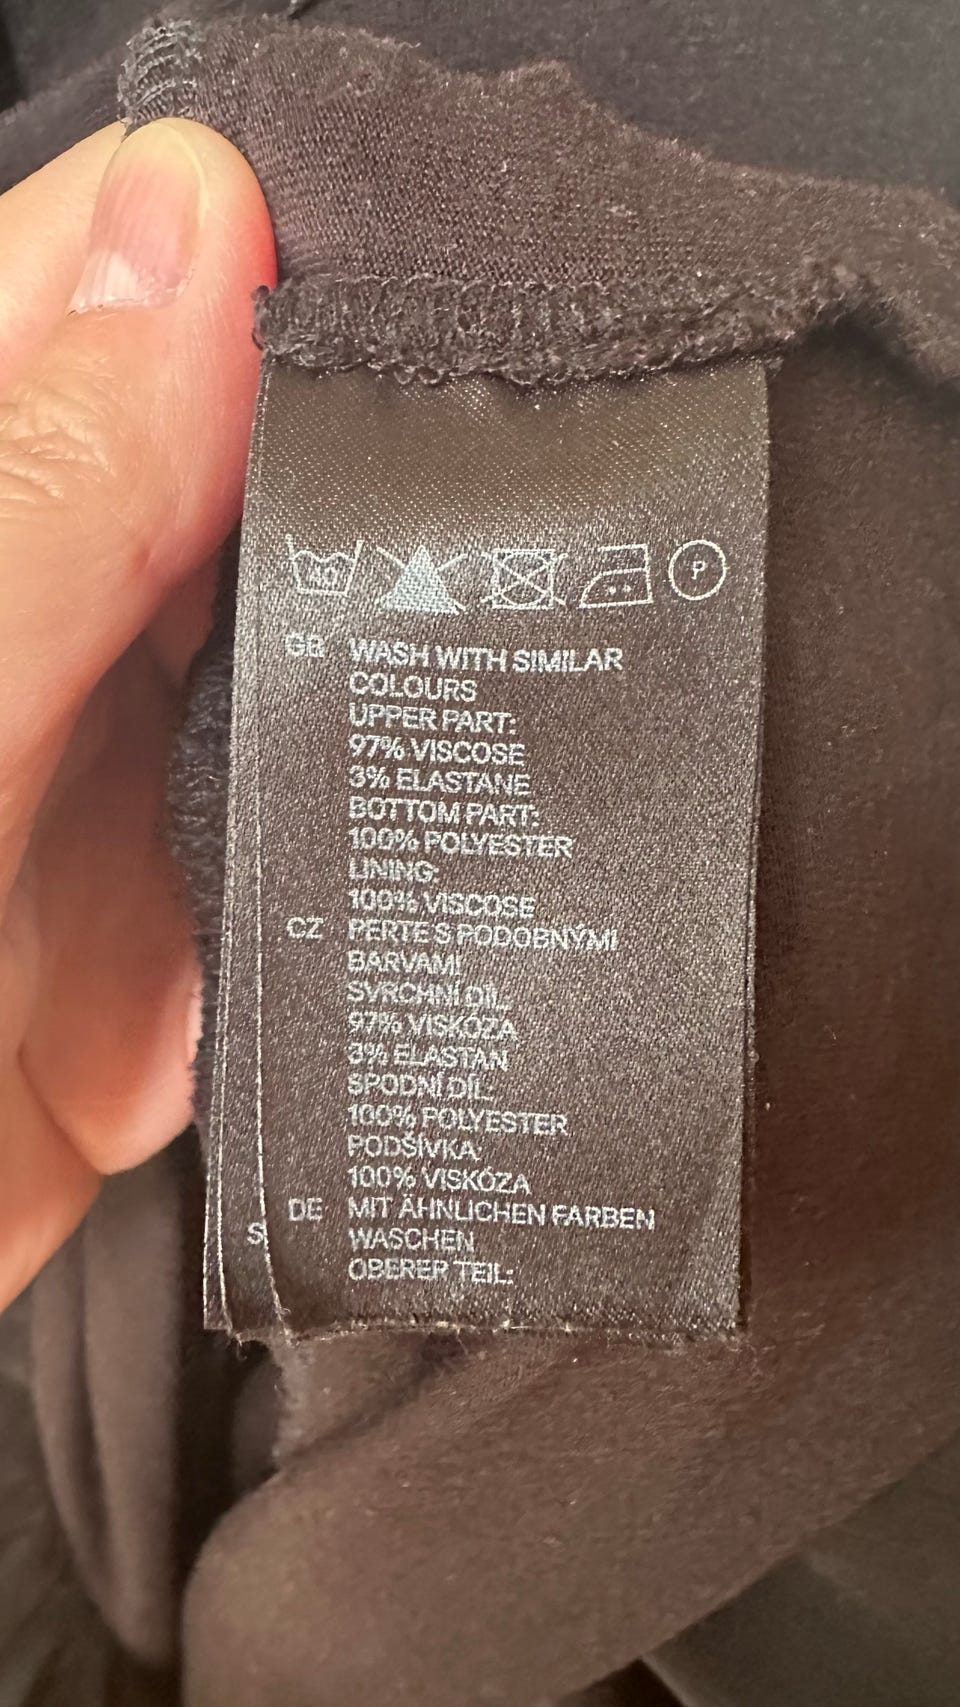 40
P
GB WASH WITH SIMILAR
COLOURS
UPPER PART:
97% VISCOSE
3% ELASTANE
BOTTOM PART:
100% POLYESTER
LINING:
100% VISCOSE
CZ PERTE S PODOBNÝMI
BARVAMI
SVRCHNÍ DÍL
97% VISKÓZA
3% ELASTAN
SPODNÍ DÍL:
100% POLYESTER
PODŠÍVKA:
100% VISKÓZA
DE MIT ÄHNLICHEN FARBEN
WASCHEN
OBERER TEIL:
S